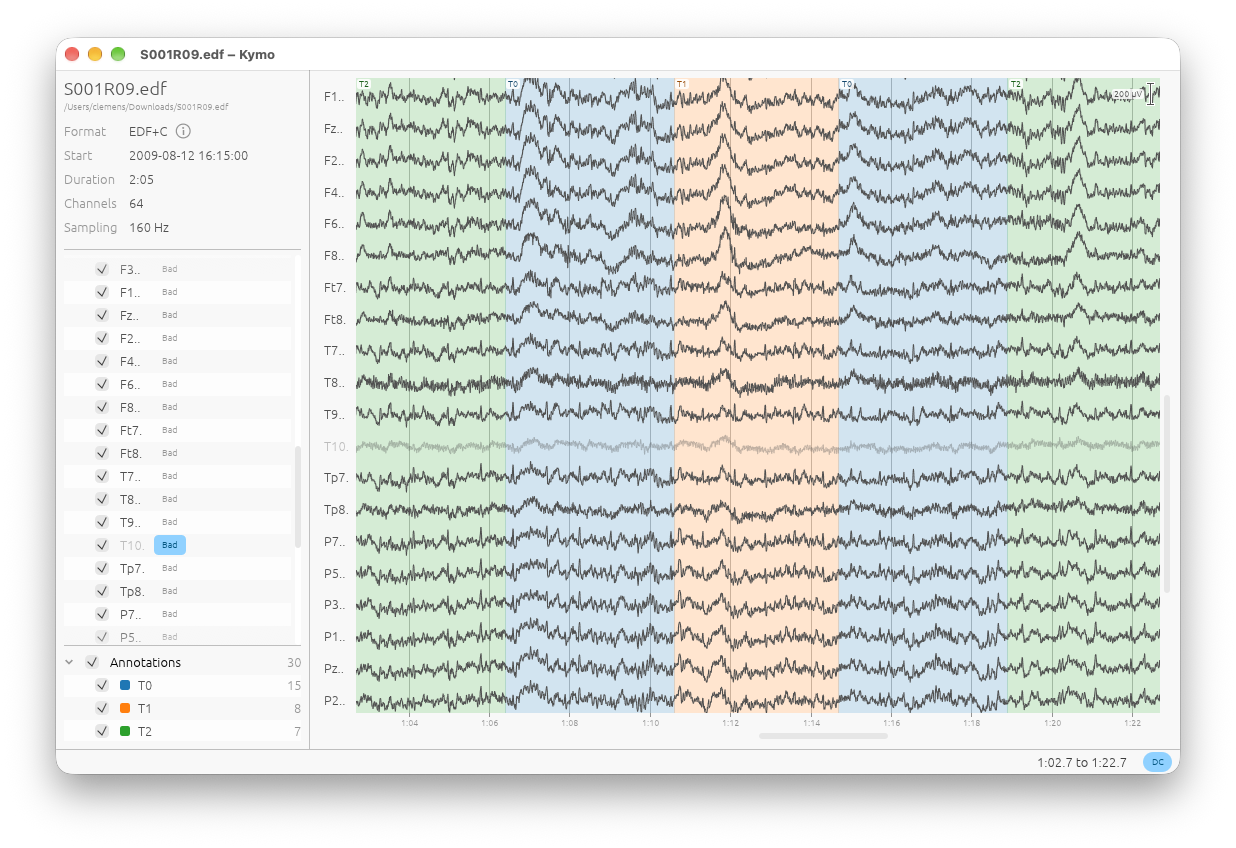 S001R09.edf – Kymo
S001R09.edf
/Users/clemens/Downloads/S001R09.edf
Format EDF+C
Start 2009-08-12 16:15:00
Duration 2:05
Channels 64
Sampling 160 Hz
F3.. Bad
F1.. Bad
Fz.. Bad
F2.. Bad
F4.. Bad
F6.. Bad
F8.. Bad
Ft7. Bad
Ft8. Bad
T7.. Bad
T8.. Bad
T9.. Bad
T10. Bad
Tp7. Bad
Tp8. Bad
P7.. Bad
P5.. Bad
Annotations 30
T0 15
T1 8
T2 7
T2 T0 T1 T0 T2
200 µV
F1..
Fz..
F2..
F4..
F6..
F8..
Ft7.
Ft8.
T7..
T8..
T9..
T10.
Tp7.
Tp8.
P7..
P5..
P3..
P1..
Pz..
P2..
1:04 1:06 1:08 1:10 1:12 1:14 1:16 1:18 1:20 1:22
1:02.7 to 1:22.7 DC